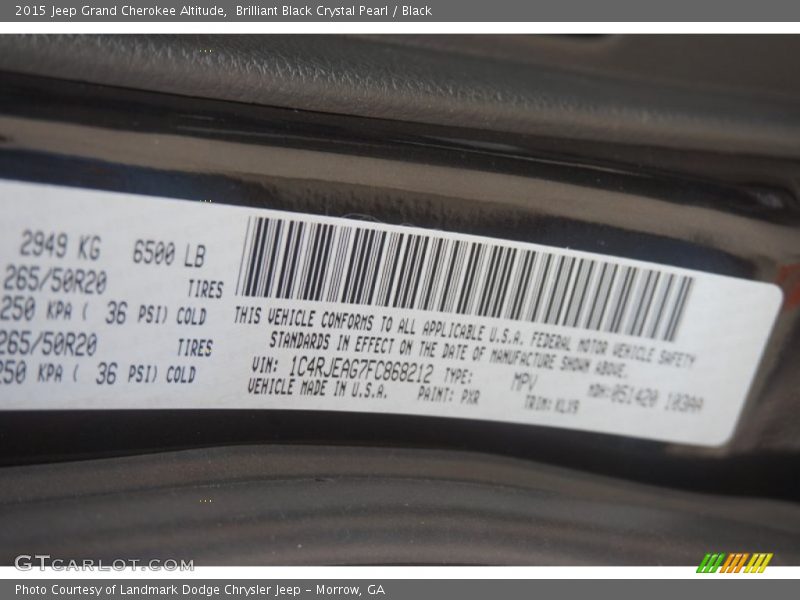 2015 Jeep Grand Cherokee Altitude,  Brilliant Black Crystal Pearl / Black
2949 KG 6500 LB
265/50R20 TIRES
250 KPA ( 36 PSI) COLD
265/50R20 TIRES
250 KPA ( 36 PSI) COLD
THIS VEHICLE CONFORMS TO ALL APPLICABLE U.S.A. FEDERAL MOTOR VEHICLE SAFETY
STANDARDS IN EFFECT ON THE DATE OF MANUFACTURE SHOWN ABOVE.
VIN: 1C4RJEAG7FC868212 TYPE: MPV MDH:051420 103AA
VEHICLE MADE IN U.S.A. PAINT: PXR TRIM: KLX9
GTCARLOT.COM
Photo Courtesy of Landmark Dodge Chrysler Jeep – Morrow, GA